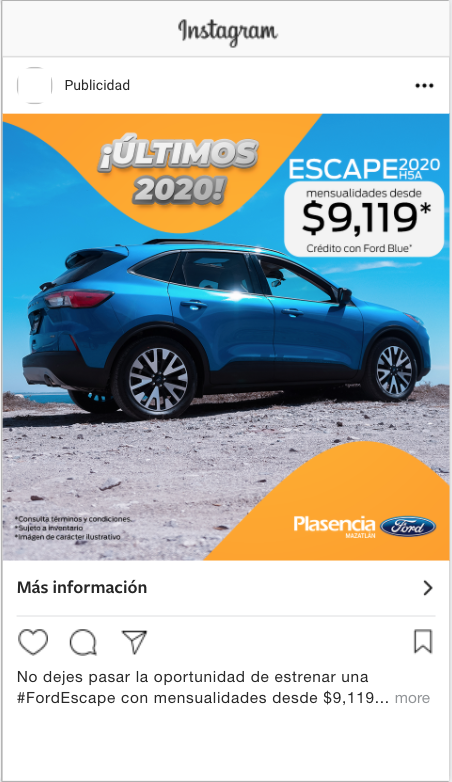 Instagram
Publicidad
¡ÚLTIMOS
2020!
ESCAPE 2020
HSA
mensualidades desde
$9,119*
Crédito con Ford Blue*
*Consulta términos y condiciones.
*Sujeto a inventario
*Imágen de carácter ilustrativo
Plasencia Ford
MAZATLÁN
Más información
No dejes pasar la oportunidad de estrenar una
#FordEscape con mensualidades desde $9,119... more